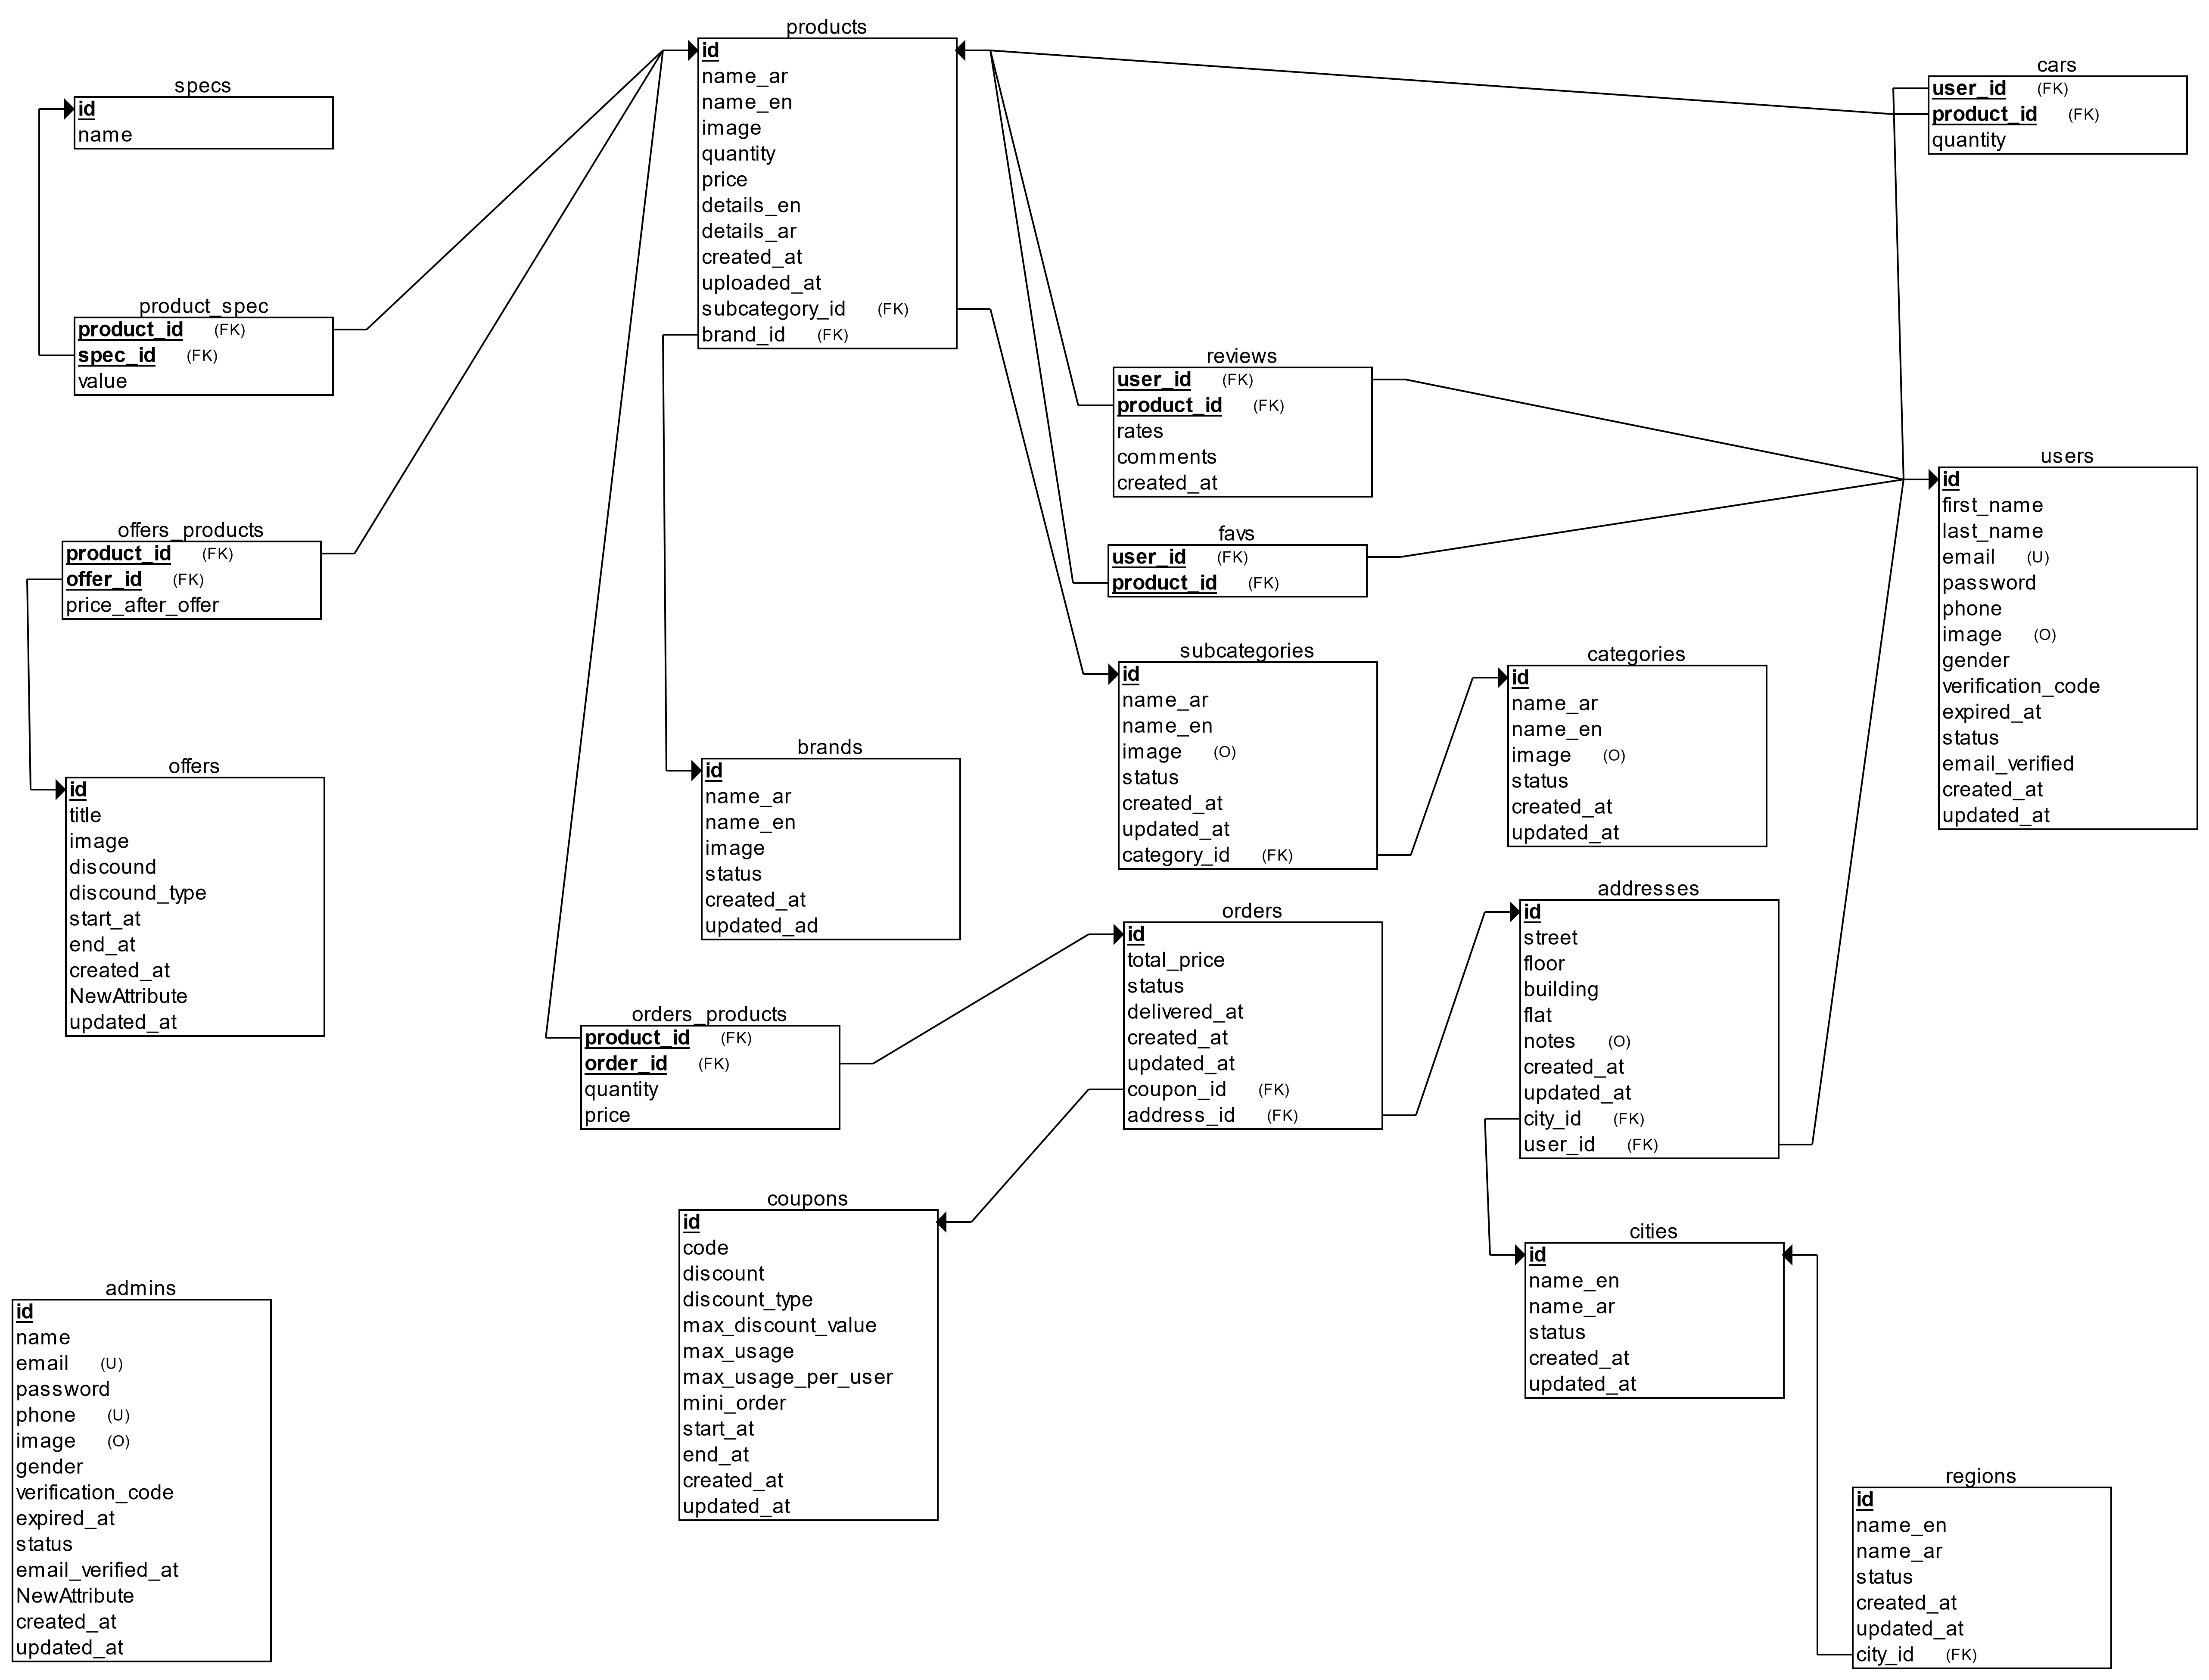 products
id
name_ar
name_en
image
quantity
price
details_en
details_ar
created_at
uploaded_at
subcategory_id (FK)
brand_id (FK)
cars
user_id (FK)
product_id (FK)
quantity
specs
id
name
product_spec
product_id (FK)
spec_id (FK)
value
reviews
user_id (FK)
product_id (FK)
rates
comments
created_at
users
id
first_name
last_name
email (U)
password
phone
image (O)
gender
verification_code
expired_at
status
email_verified
created_at
updated_at
offers_products
product_id (FK)
offer_id (FK)
price_after_offer
favs
user_id (FK)
product_id (FK)
subcategories
id
name_ar
name_en
image (O)
status
created_at
updated_at
category_id (FK)
categories
id
name_ar
name_en
image (O)
status
created_at
updated_at
brands
id
name_ar
name_en
image
status
created_at
updated_ad
offers
id
title
image
discound
discound_type
start_at
end_at
created_at
NewAttribute
updated_at
addresses
id
street
floor
building
flat
notes (O)
created_at
updated_at
city_id (FK)
user_id (FK)
orders
id
total_price
status
delivered_at
created_at
updated_at
coupon_id (FK)
address_id (FK)
orders_products
product_id (FK)
order_id (FK)
quantity
price
coupons
id
code
discount
discount_type
max_discount_value
max_usage
max_usage_per_user
mini_order
start_at
end_at
created_at
updated_at
cities
id
name_en
name_ar
status
created_at
updated_at
admins
id
name
email (U)
password
phone (U)
image (O)
gender
verification_code
expired_at
status
email_verified_at
NewAttribute
created_at
updated_at
regions
id
name_en
name_ar
status
created_at
updated_at
city_id (FK)